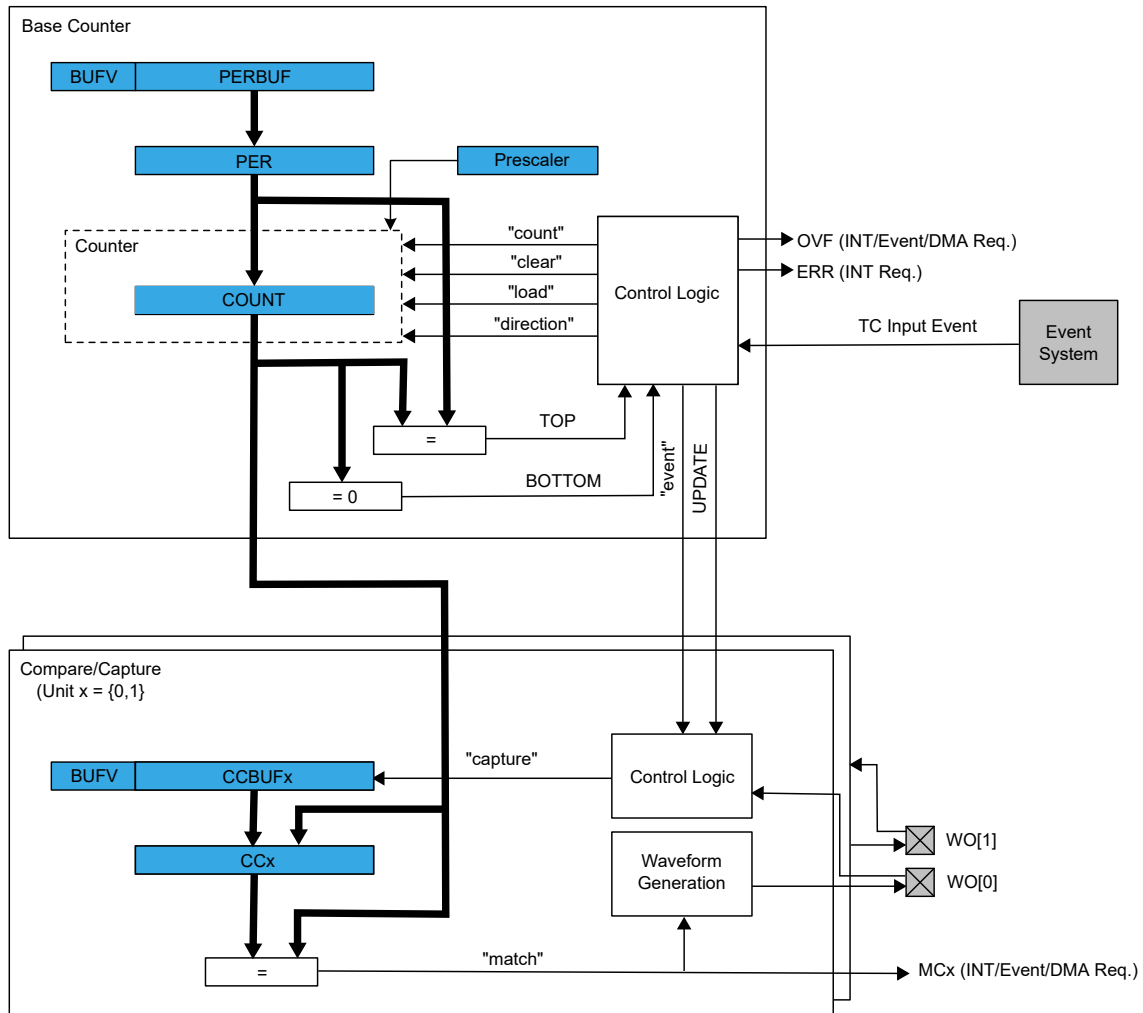 Base Counter
BUFV
PERBUF
PER
Prescaler
Counter
COUNT
"count"
"clear"
"load"
"direction"
Control Logic
OVF (INT/Event/DMA Req.)
ERR (INT Req.)
TC Input Event
Event
System
=
TOP
= 0
BOTTOM
"event"
UPDATE
Compare/Capture
(Unit x = {0,1}
BUFV
CCBUFx
"capture"
Control Logic
CCx
Waveform
Generation
WO[1]
WO[0]
=
"match"
MCx (INT/Event/DMA Req.)